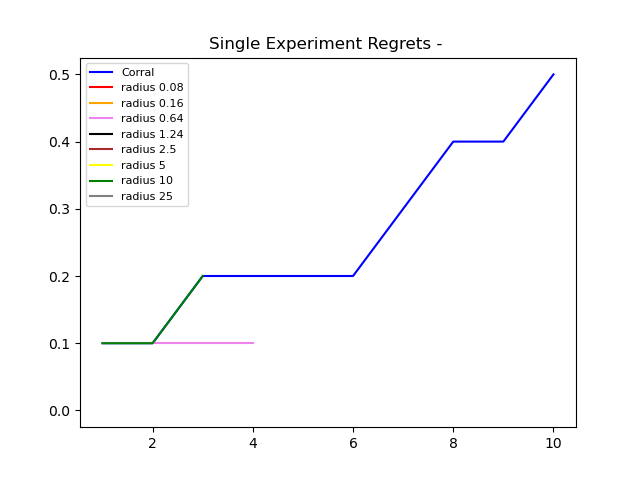 Single Experiment Regrets -
0.5
0.4
0.3
0.2
0.1
0.0
Corral
radius 0.08
radius 0.16
radius 0.64
radius 1.24
radius 2.5
radius 5
radius 10
radius 25
2 4 6 8 10